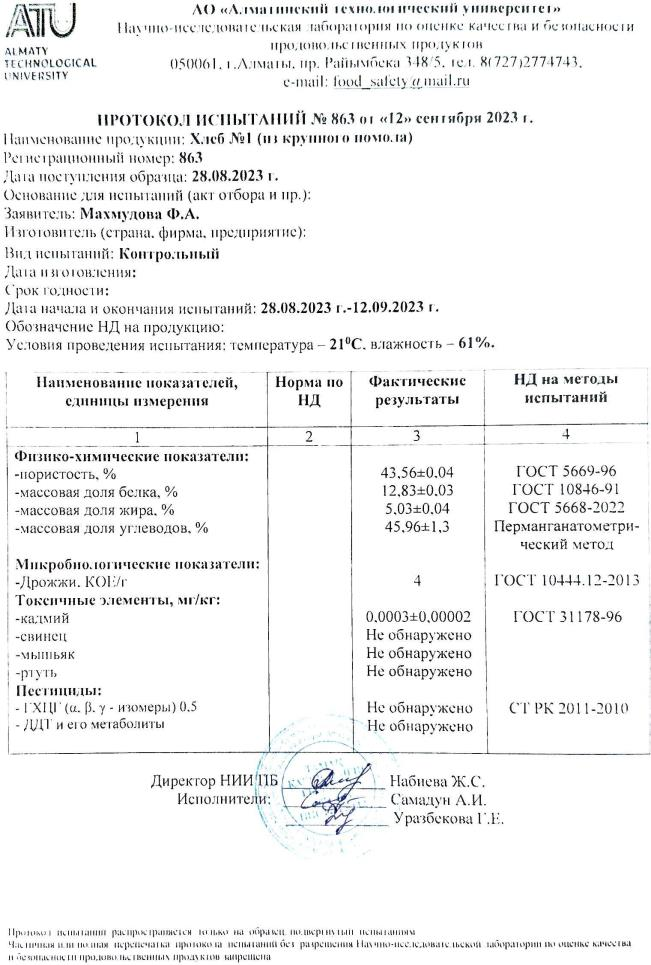 ATU
ALMATY
TECHNOLOGICAL
UNIVERSITY
АО «Алматинский технологический университет»
Научно-исследовательская лаборатория по оценке качества и безопасности
продовольственных продуктов
050061, г.Алматы, пр. Райымбека 348/5, тел. 8(727)2774743,
e-mail: food_safety@mail.ru
ПРОТОКОЛ ИСПЫТАНИЙ № 863 от «12» сентября 2023 г.
Наименование продукции: Хлеб №1 (из крупного помола)
Регистрационный номер: 863
Дата поступления образца: 28.08.2023 г.
Основание для испытаний (акт отбора и пр.):
Заявитель: Махмудова Ф.А.
Изготовитель (страна, фирма, предприятие):
Вид испытаний: Контрольный
Дата изготовления:
Срок годности:
Дата начала и окончания испытаний: 28.08.2023 г.-12.09.2023 г.
Обозначение НД на продукцию:
Условия проведения испытания: температура – 21⁰С, влажность – 61%.
Наименование показателей, единицы измерения Норма по НД Фактические результаты НД на методы испытаний
1 2 3 4
Физико-химические показатели:
-пористость, % 43,56±0,04 ГОСТ 5669-96
-массовая доля белка, % 12,83±0,03 ГОСТ 10846-91
-массовая доля жира, % 5,03±0,04 ГОСТ 5668-2022
-массовая доля углеводов, % 45,96±1,3 Перманганатометри-
ческий метод
Микробиологические показатели:
-Дрожжи, КОЕ/г 4 ГОСТ 10444.12-2013
Токсичные элементы, мг/кг:
-кадмий 0,0003±0,00002 ГОСТ 31178-96
-свинец Не обнаружено
-мышьяк Не обнаружено
-ртуть Не обнаружено
Пестициды:
- ГХЦГ (α, β, γ - изомеры) 0.5 Не обнаружено СТ РК 2011-2010
- ДДТ и его метаболиты Не обнаружено
Директор НИИ ПБ Набиева Ж.С.
Исполнители: Самадун А.И.
Уразбекова Г.Е.
Протокол испытании распространяется только на образец, подвергнутый испытаниям
Частичная или полная перепечатка протокола испытаний без разрешения Научно-исследовательской лаборатории по оценке качества
и безопасности продовольственных продуктов запрещена